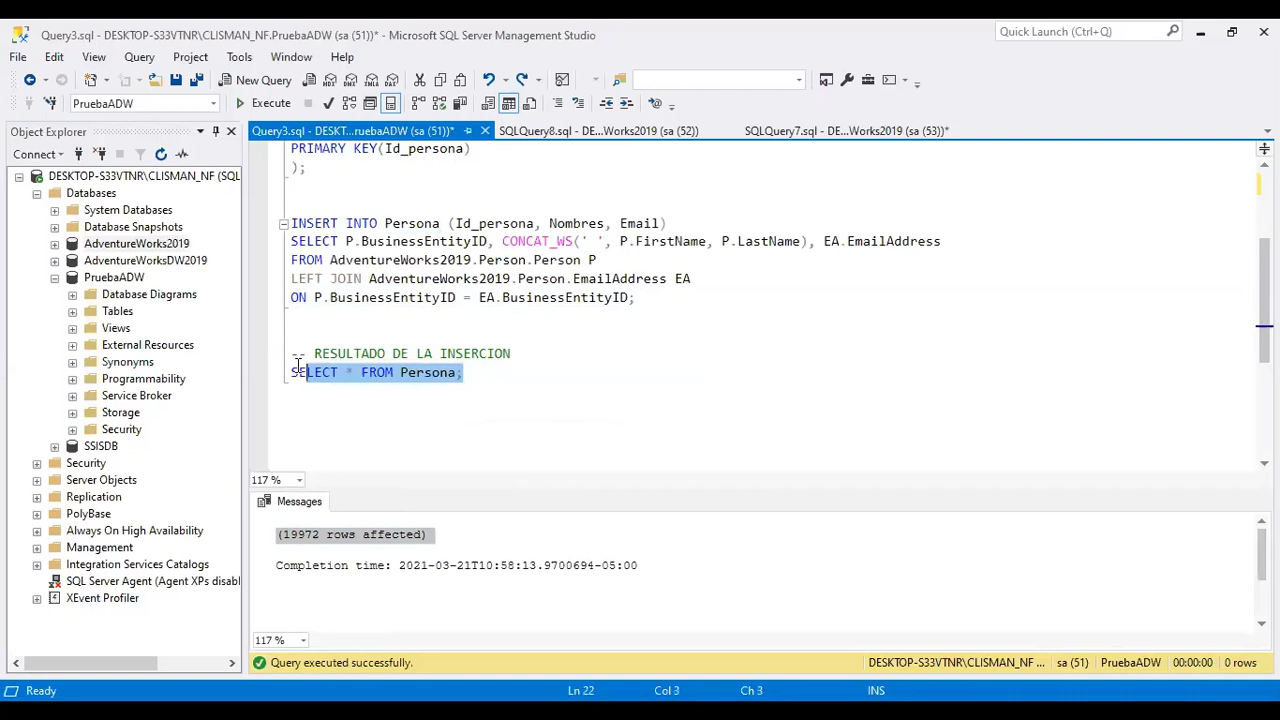 Query3.sql - DESKTOP-S33VTNR\CLISMAN_NF.PruebaADW (sa (51))* - Microsoft SQL Server Management Studio
Quick Launch (Ctrl+Q)
File Edit View Query Project Tools Window Help
New Query
PruebaADW Execute
Object Explorer
Query3.sql - DESKT...ruebaADW (sa (51))* SQLQuery8.sql - DE...Works2019 (52)) SQLQuery7.sql - DE...Works2019 (sa (53))*
Connect
DESKTOP-S33VTNR\CLISMAN_NF (SQL
Databases
System Databases
Database Snapshots
AdventureWorks2019
AdventureWorksDW2019
PruebaADW
Database Diagrams
Tables
Views
External Resources
Synonyms
Programmability
Service Broker
Storage
Security
SSISDB
Security
Server Objects
Replication
PolyBase
Always On High Availability
Management
Integration Services Catalogs
SQL Server Agent (Agent XPs disabl
XEvent Profiler
PRIMARY KEY(Id_persona)
);
INSERT INTO Persona (Id_persona, Nombres, Email)
SELECT P.BusinessEntityID, CONCAT_WS(' ', P.FirstName, P.LastName), EA.EmailAddress
FROM AdventureWorks2019.Person.Person P
LEFT JOIN AdventureWorks2019.Person.EmailAddress EA
ON P.BusinessEntityID = EA.BusinessEntityID;
-- RESULTADO DE LA INSERCION
SELECT * FROM Persona;
117 %
Messages
(19972 rows affected)
Completion time: 2021-03-21T10:58:13.9700694-05:00
117 %
Query executed successfully. DESKTOP-S33VTNR\CLISMAN_NF ... sa (51) PruebaADW 00:00:00 0 rows
Ready Ln 22 Col 3 Ch 3 INS